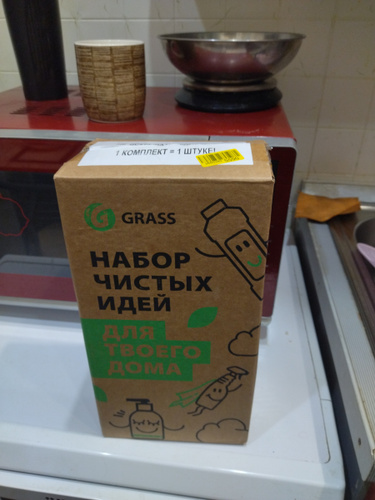 1 КОМПЛЕКТ = 1 ШТУКЕ!
GRASS
НАБОР
ЧИСТЫХ
ИДЕЙ
ДЛЯ
ТВОЕГО
ДОМА